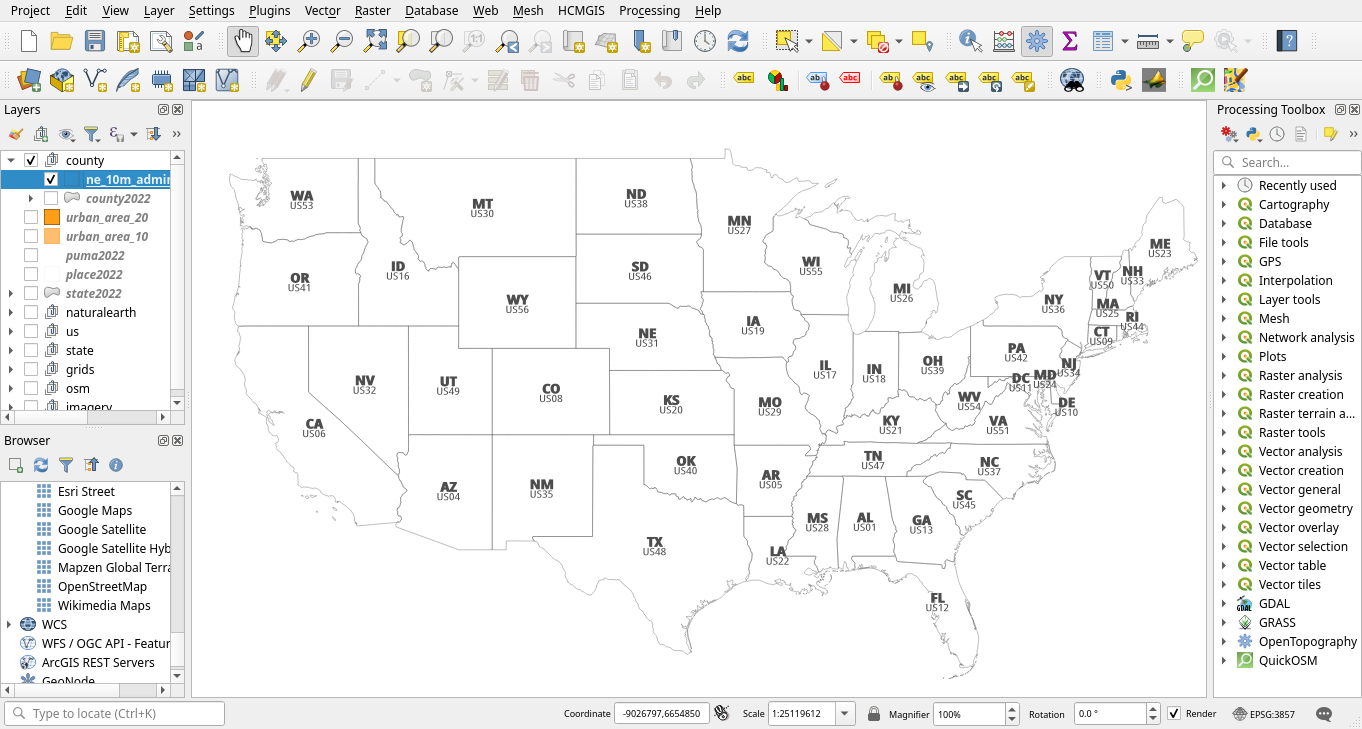 Project Edit View Layer Settings Plugins Vector Raster Database Web Mesh HCMGIS Processing Help
Layers
county
ne_10m_admin
county2022
urban_area_20
urban_area_10
puma2022
place2022
state2022
naturalearth
us
state
grids
osm
imagery
Browser
Esri Street
Google Maps
Google Satellite
Google Satellite Hyb
Mapzen Global Terra
OpenStreetMap
Wikimedia Maps
WCS
WFS / OGC API - Featur
ArcGIS REST Servers
GeoNode
WA
US53
MT
US30
ND
US38
MN
US27
ME
US23
OR
US41
ID
US16
SD
US46
WI
US55
MI
US26
VT
US50
NH
US33
WY
US56
NY
US36
MA
US25
RI
US44
CT
US09
NE
US31
IA
US19
PA
US42
NJ
US34
NV
US32
UT
US49
CO
US08
IL
US17
IN
US18
OH
US39
DC
US11
MD
US24
DE
US10
KS
US20
MO
US29
WV
US54
CA
US06
KY
US21
VA
US51
OK
US40
TN
US47
NC
US37
AZ
US04
NM
US35
AR
US05
SC
US45
TX
US48
LA
US22
MS
US28
AL
US01
GA
US13
FL
US12
Processing Toolbox
Search...
Recently used
Cartography
Database
File tools
GPS
Interpolation
Layer tools
Mesh
Network analysis
Plots
Raster analysis
Raster creation
Raster terrain a...
Raster tools
Vector analysis
Vector creation
Vector general
Vector geometry
Vector overlay
Vector selection
Vector table
Vector tiles
GDAL
GRASS
OpenTopography
QuickOSM
Type to locate (Ctrl+K) Coordinate -9026797,6654850 Scale 1:25119612 Magnifier 100% Rotation 0.0 ° Render EPSG:3857